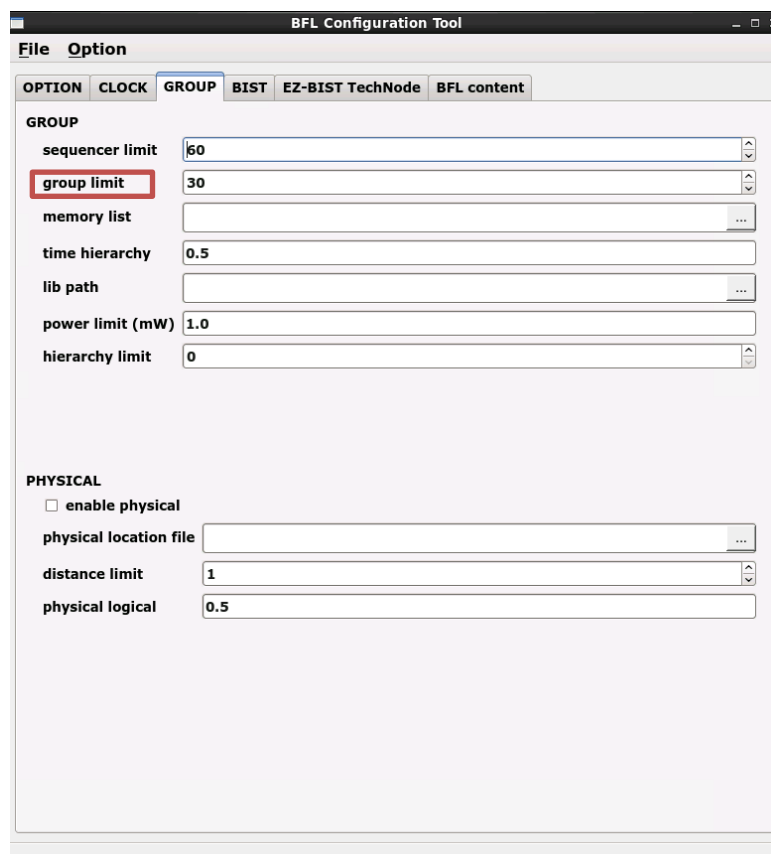 BFL Configuration Tool
File Option
OPTION CLOCK GROUP BIST EZ-BIST TechNode BFL content
GROUP
sequencer limit 60
group limit 30
memory list ...
time hierarchy 0.5
lib path ...
power limit (mW) 1.0
hierarchy limit 0
PHYSICAL
enable physical
physical location file ...
distance limit 1
physical logical 0.5